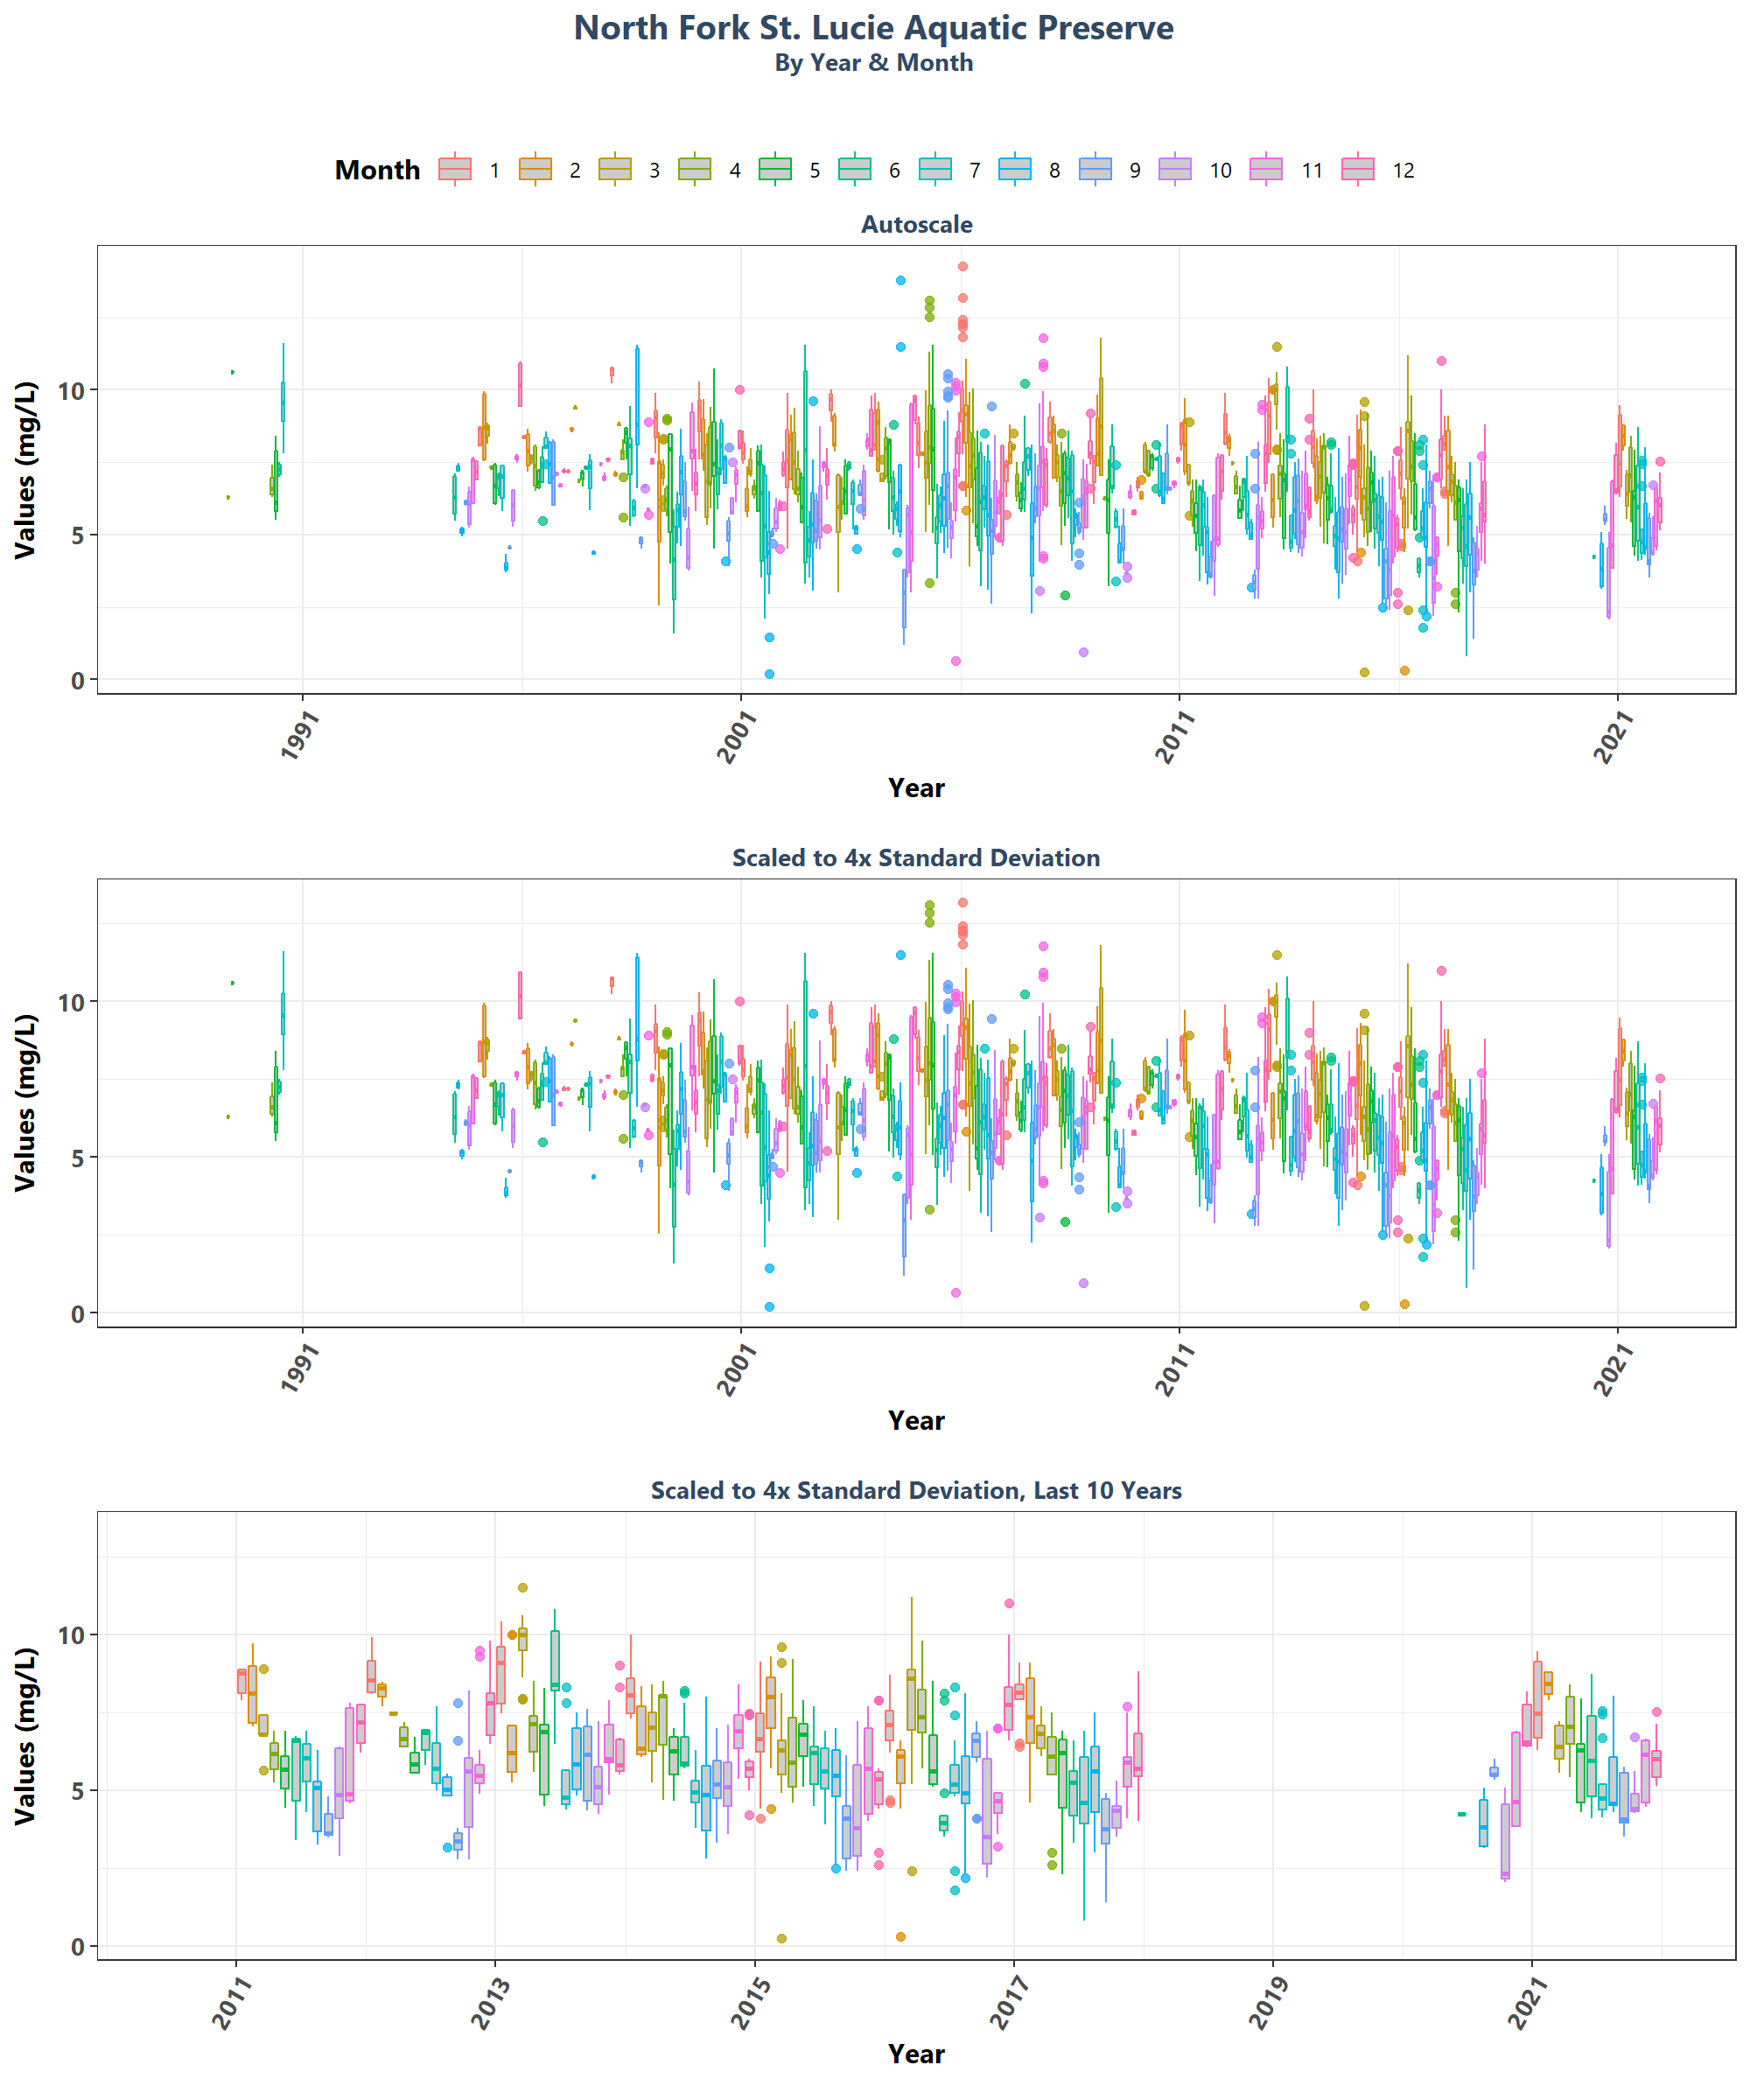 North Fork St. Lucie Aquatic Preserve
By Year & Month
Month 1 2 3 4 5 6 7 8 9 10 11 12
Autoscale
Values (mg/L)
10
5
0
1991 2001 2011 2021
Year
Scaled to 4x Standard Deviation
Values (mg/L)
10
5
0
1991 2001 2011 2021
Year
Scaled to 4x Standard Deviation, Last 10 Years
Values (mg/L)
10
5
0
2011 2013 2015 2017 2019 2021
Year